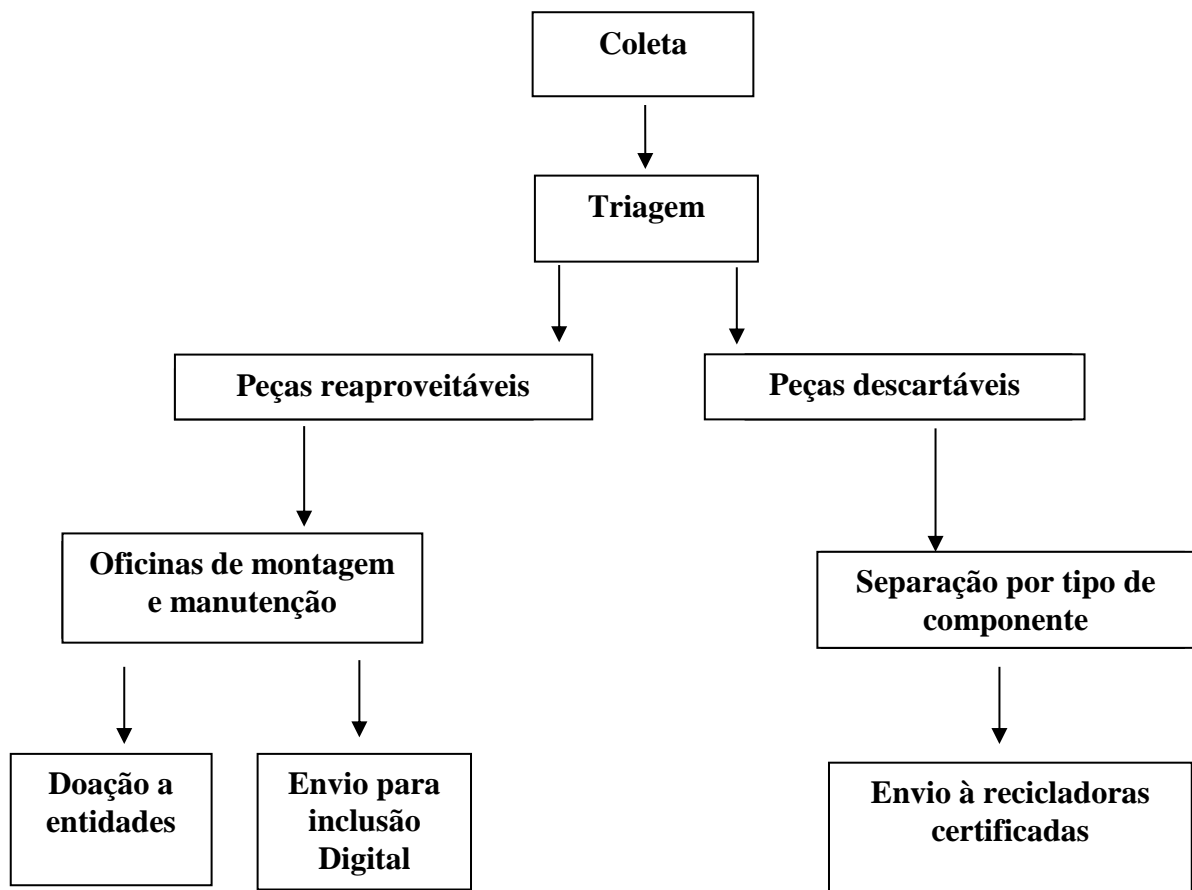 Coleta
Triagem
Peças reaproveitáveis
Peças descartáveis
Oficinas de montagem
e manutenção
Separação por tipo de
componente
Doação a
entidades
Envio para
inclusão
Digital
Envio à recicladoras
certificadas